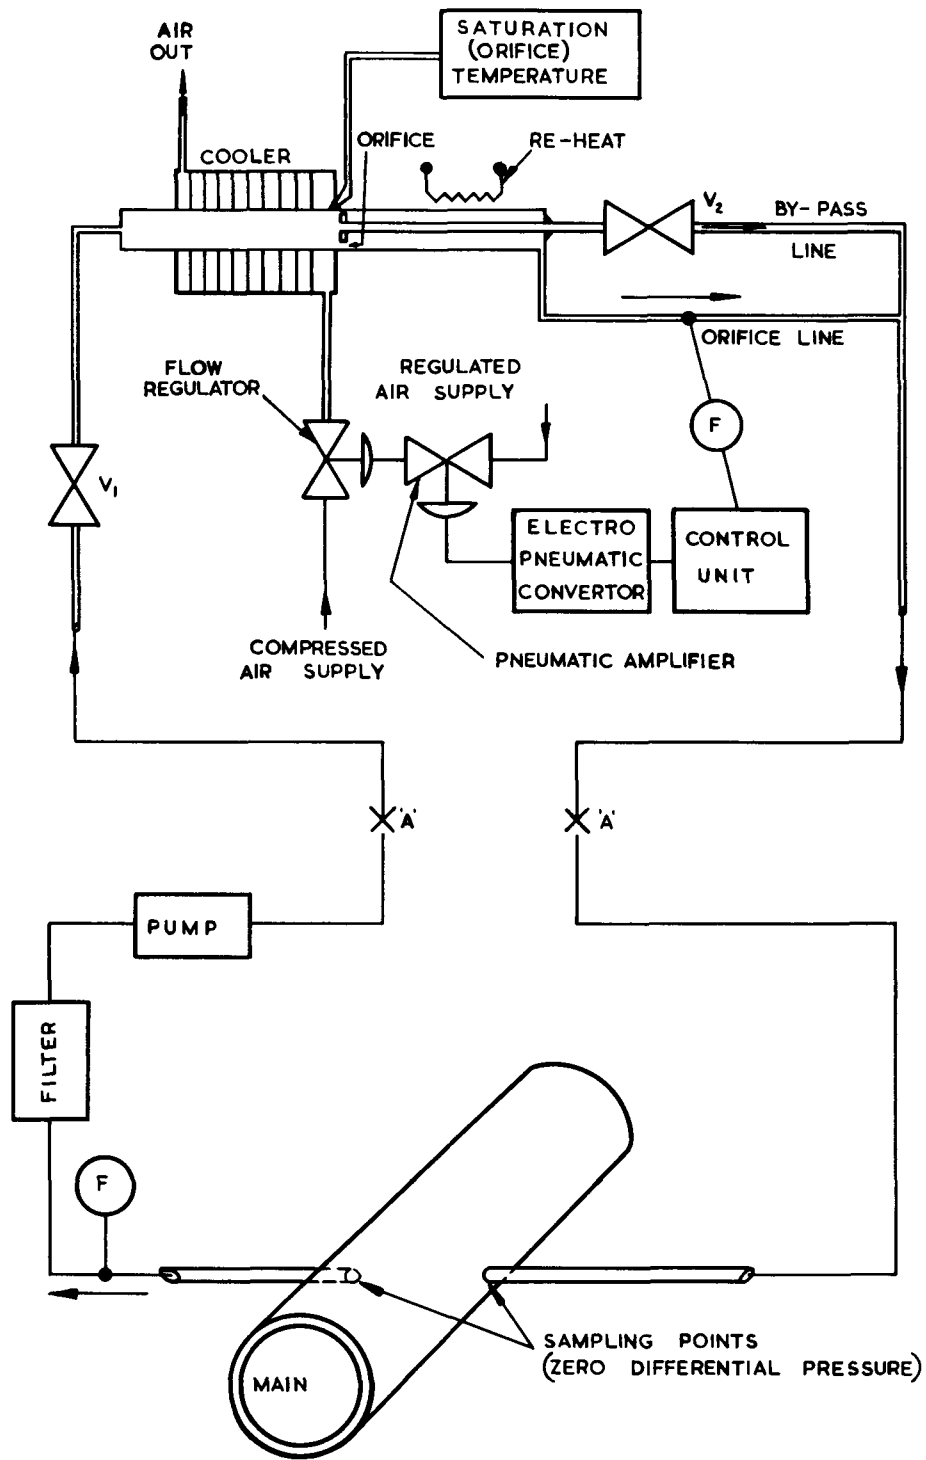 AIR
OUT
SATURATION
(ORIFICE)
TEMPERATURE
ORIFICE
RE-HEAT
COOLER
V2
BY-PASS
LINE
ORIFICE LINE
FLOW
REGULATOR
REGULATED
AIR SUPPLY
F
V1
ELECTRO
PNEUMATIC
CONVERTOR
CONTROL
UNIT
COMPRESSED
AIR SUPPLY
PNEUMATIC AMPLIFIER
'A'
'A'
PUMP
FILTER
F
SAMPLING POINTS
(ZERO DIFFERENTIAL PRESSURE)
MAIN